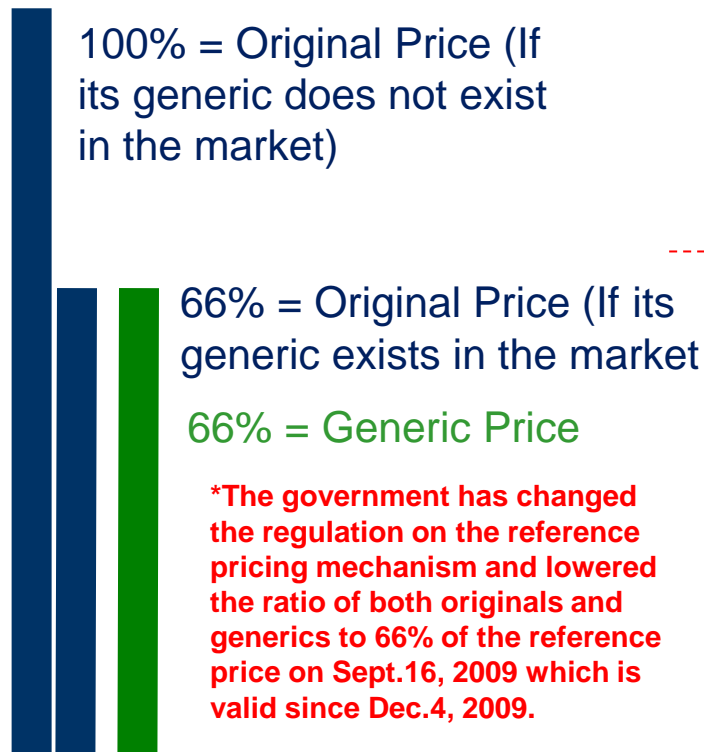 100% = Original Price (If
its generic does not exist
in the market)
66% = Original Price (If its
generic exists in the market
66% = Generic Price
*The government has changed
the regulation on the reference
pricing mechanism and lowered
the ratio of both originals and
generics to 66% of the reference
price on Sept.16, 2009 which is
valid since Dec.4, 2009.